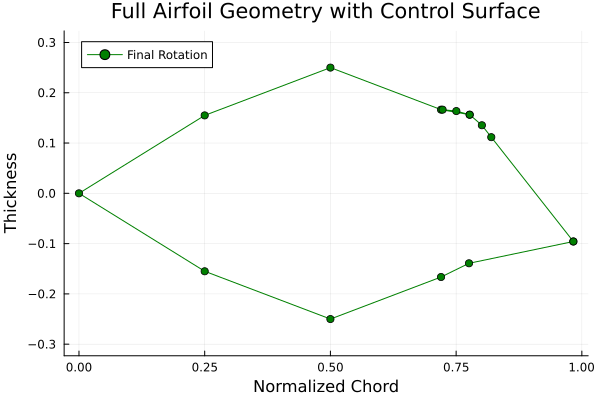 Full Airfoil Geometry with Control Surface
Final Rotation
Thickness
0.3
0.2
0.1
0.0
−0.1
−0.2
−0.3
0.00 0.25 0.50 0.75 1.00
Normalized Chord